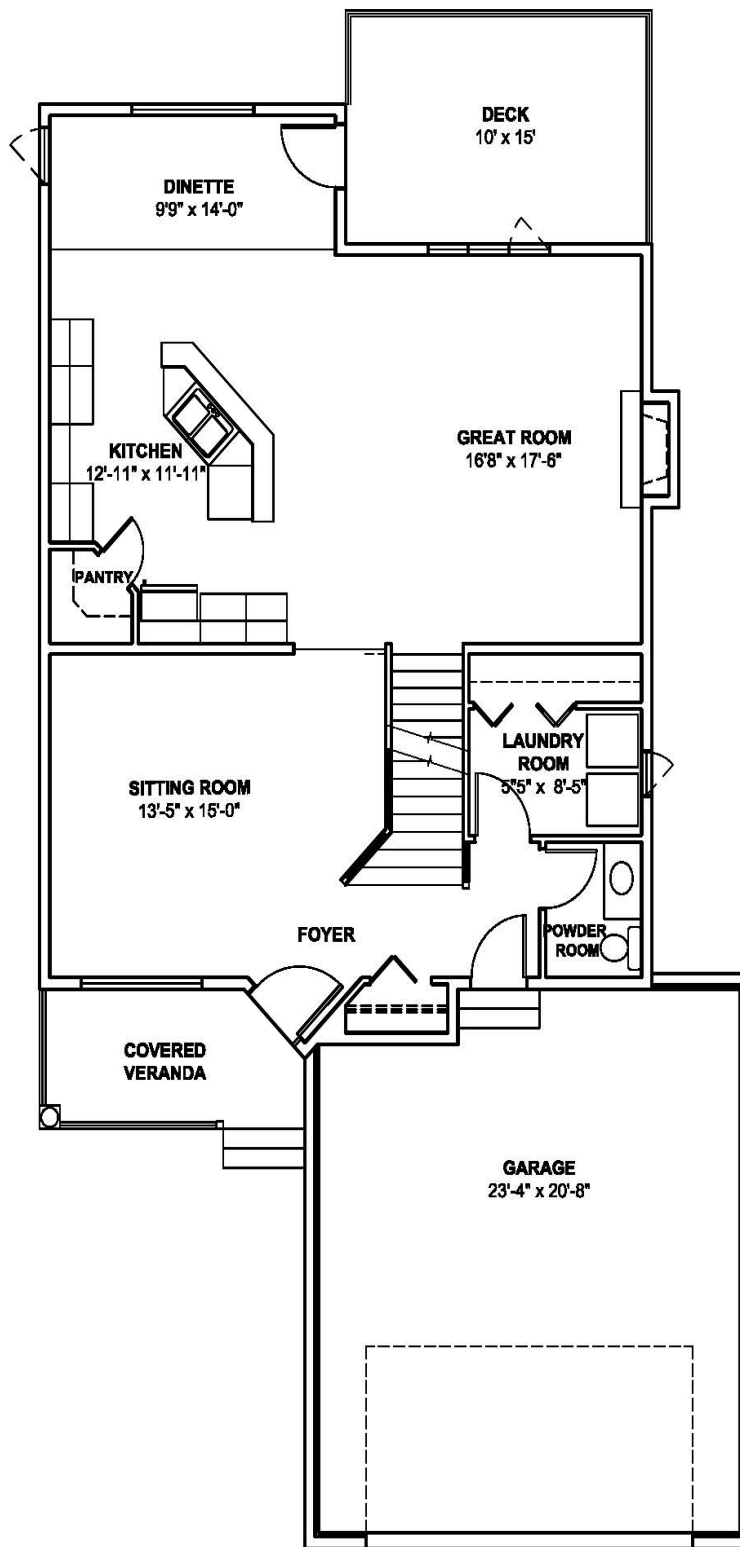 DECK
10' x 15'
DINETTE
9'9" x 14'-0"
GREAT ROOM
16'8" x 17'-6"
KITCHEN
12'-11" x 11'-11"
PANTRY
LAUNDRY
ROOM
5"5" x 8'-5"
SITTING ROOM
13'-5" x 15'-0"
FOYER
POWDER
ROOM
COVERED
VERANDA
GARAGE
23'-4" x 20'-8"